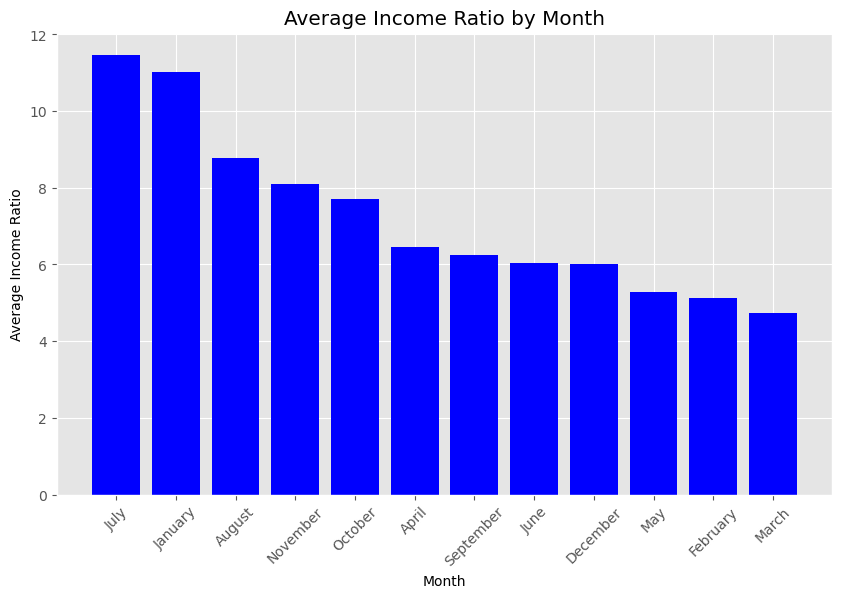 Average Income Ratio by Month
Average Income Ratio
12
10
8
6
4
2
0
July
January
August
November
October
April
September
June
December
May
February
March
Month